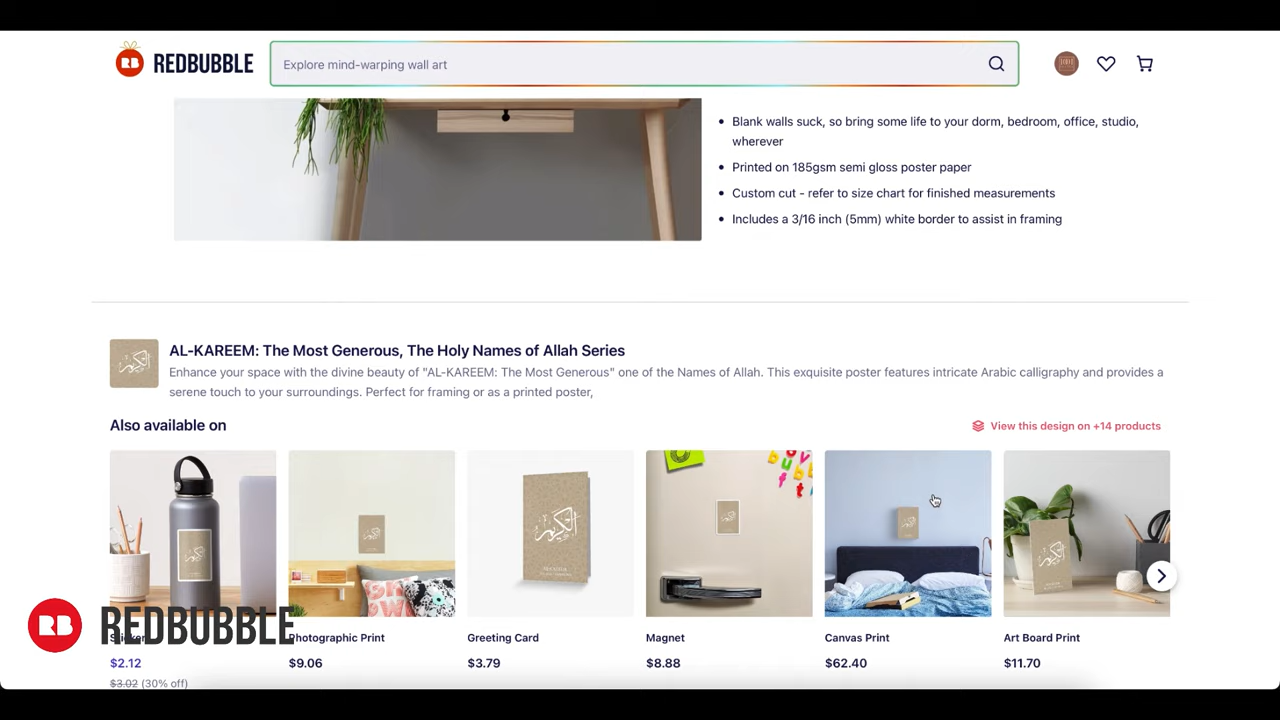 REDBUBBLE
Explore mind-warping wall art
Blank walls suck, so bring some life to your dorm, bedroom, office, studio,
wherever
Printed on 185gsm semi gloss poster paper
Custom cut - refer to size chart for finished measurements
Includes a 3/16 inch (5mm) white border to assist in framing
AL-KAREEM: The Most Generous, The Holy Names of Allah Series
Enhance your space with the divine beauty of "AL-KAREEM: The Most Generous" one of the Names of Allah. This exquisite poster features intricate Arabic calligraphy and provides a
serene touch to your surroundings. Perfect for framing or as a printed poster,
Also available on
View this design on +14 products
الكريم
REDBUBBLE
Photographic Print
Greeting Card
Magnet
Canvas Print
Art Board Print
$2.12
$9.06
$3.79
$8.88
$62.40
$11.70
$3.02 (30% off)